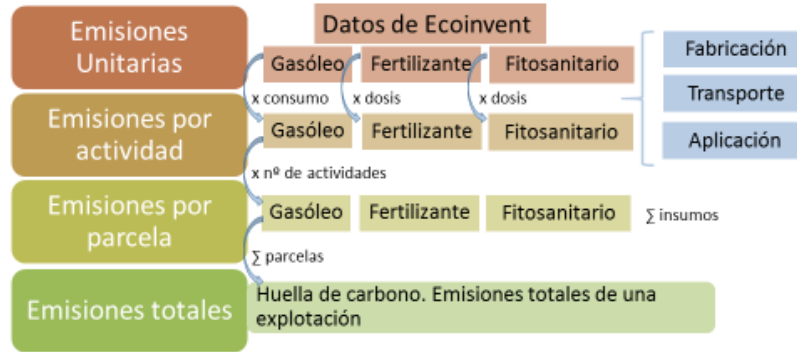 Emisiones
Unitarias
Datos de Ecoinvent
Gasóleo
Fertilizante
Fitosanitario
Fabricación
Transporte
Aplicación
x consumo
x dosis
x dosis
Emisiones por
actividad
Gasóleo
Fertilizante
Fitosanitario
x nº de actividades
Emisiones por
parcela
Gasóleo
Fertilizante
Fitosanitario
∑ insumos
∑ parcelas
Emisiones totales
Huella de carbono. Emisiones totales de una
explotación